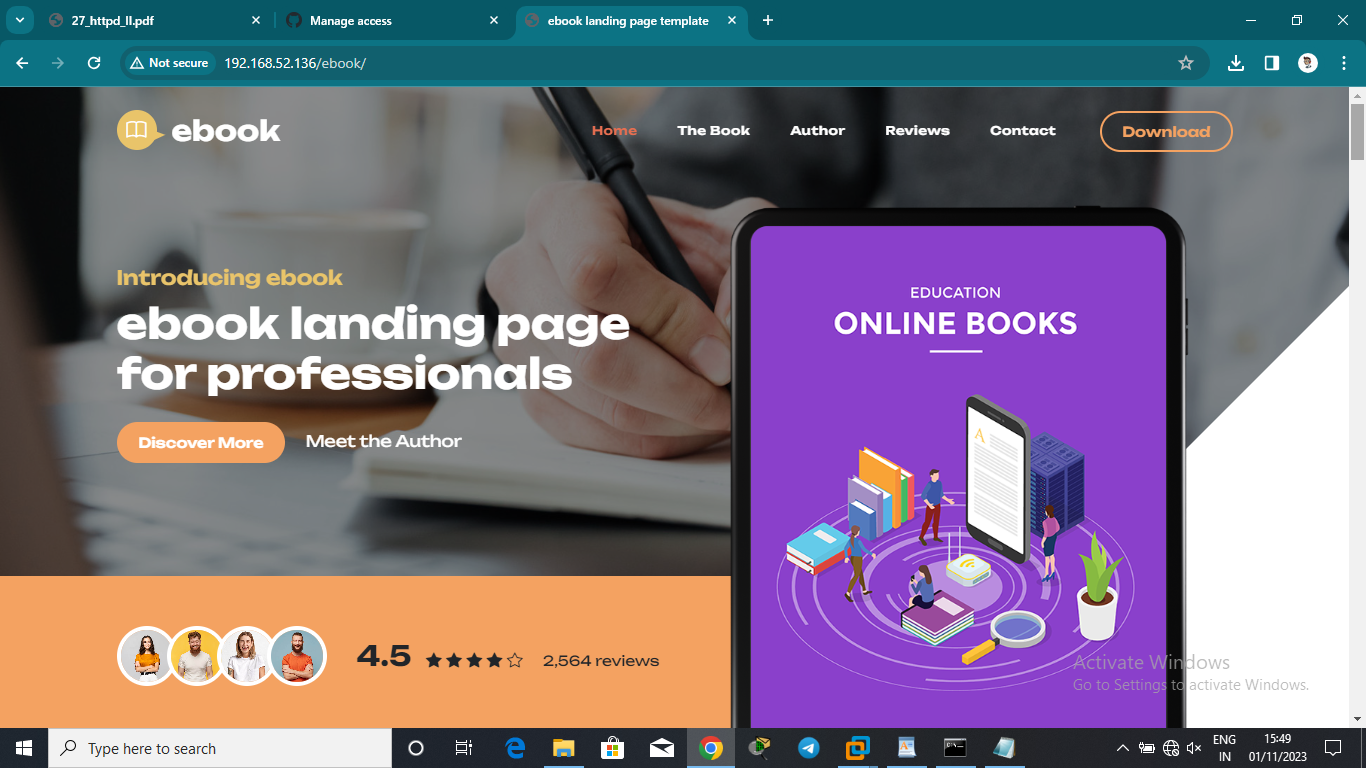 27_httpd_II.pdf
Manage access
ebook landing page template
Not secure
192.168.52.136/ebook/
ebook
Home
The Book
Author
Reviews
Contact
Download
Introducing ebook
ebook landing page
for professionals
Discover More
Meet the Author
EDUCATION
ONLINE BOOKS
A
4.5
2,564 reviews
Activate Windows
Go to Settings to activate Windows.
Type here to search
ENG
IN
15:49
01/11/2023